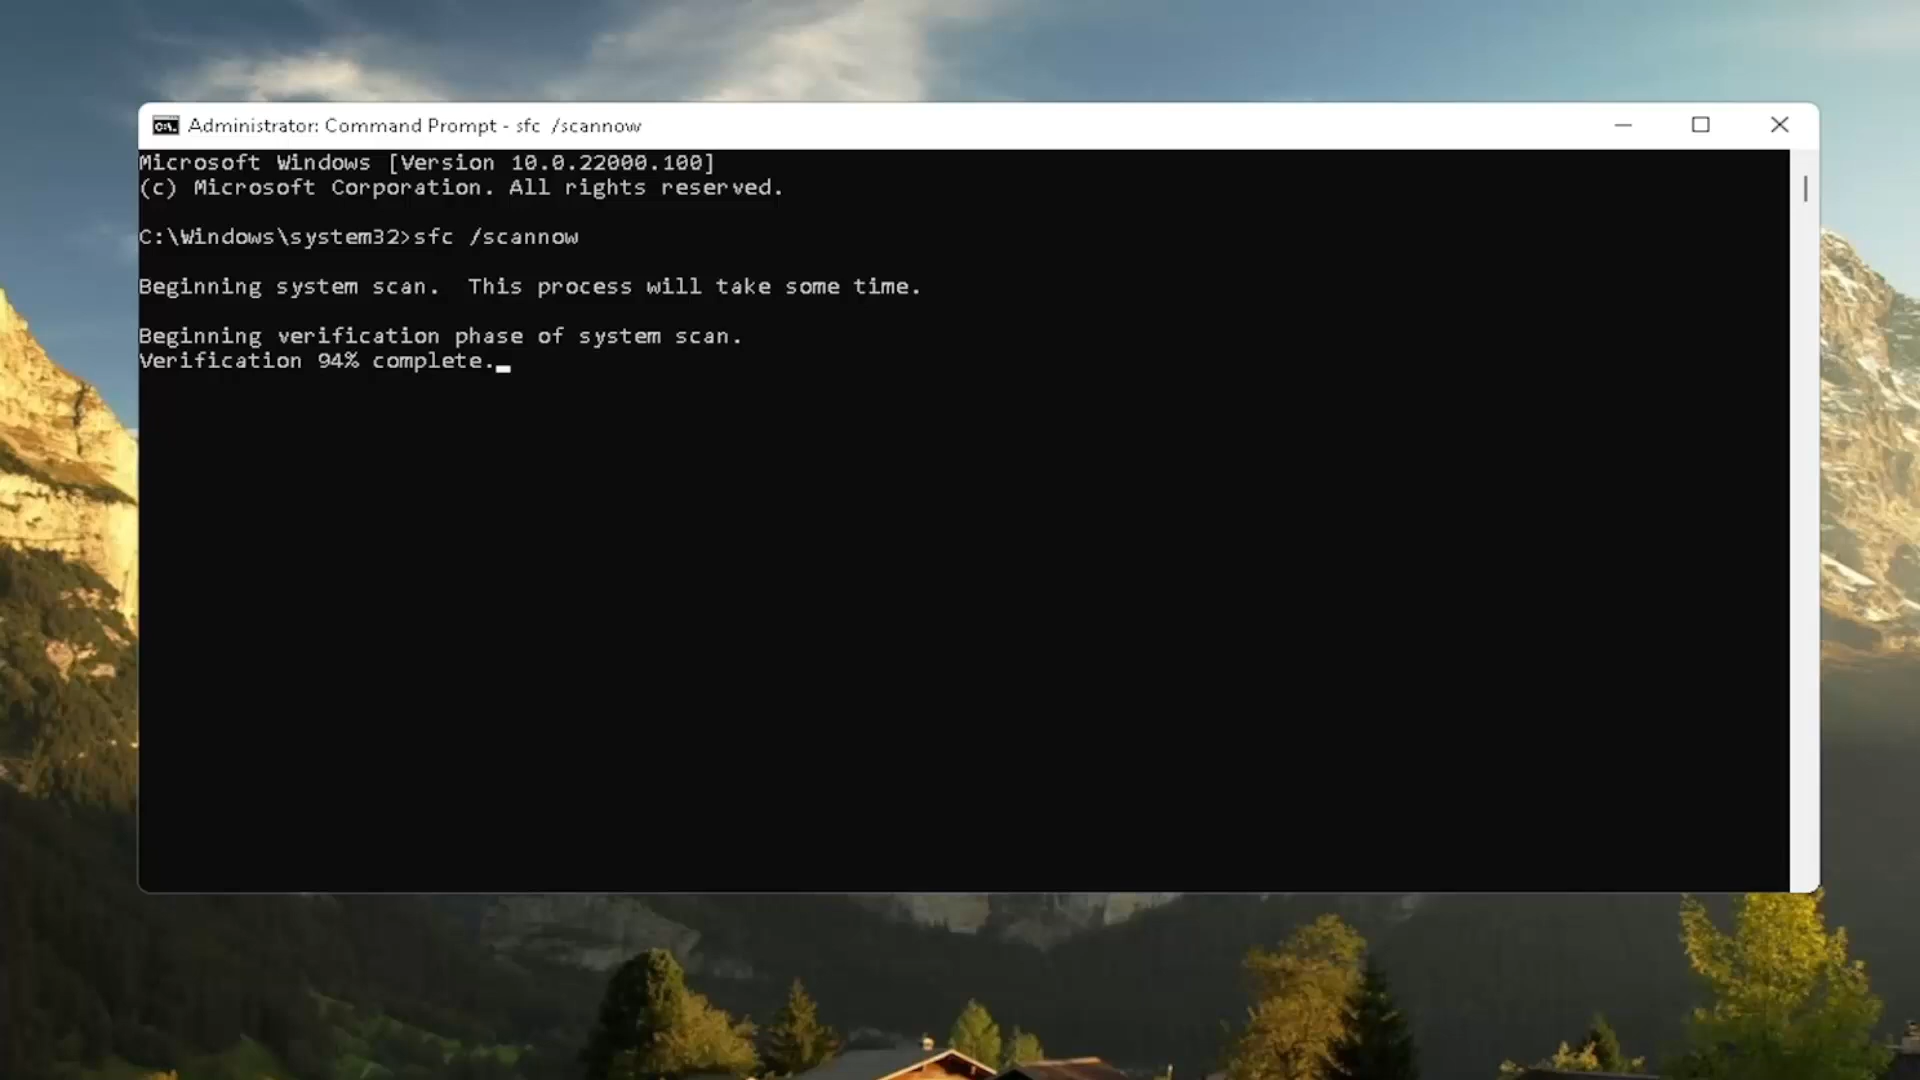 Administrator: Command Prompt - sfc  /scannow
Microsoft Windows [Version 10.0.22000.100]
(c) Microsoft Corporation. All rights reserved.
C:\Windows\system32>sfc /scannow
Beginning system scan.  This process will take some time.
Beginning verification phase of system scan.
Verification 94% complete.